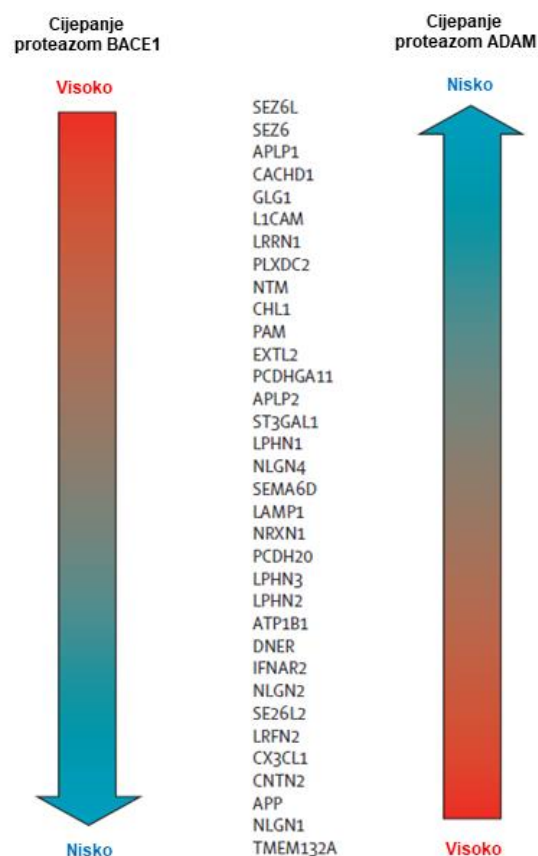 Cijepanje
proteazom BACE1
Visoko
Nisko
Cijepanje
proteazom ADAM
Nisko
Visoko
SEZ6L
SEZ6
APLP1
CACHD1
GLG1
L1CAM
LRRN1
PLXDC2
NTM
CHL1
PAM
EXTL2
PCDHGA11
APLP2
ST3GAL1
LPHN1
NLGN4
SEMA6D
LAMP1
NRXN1
PCDH20
LPHN3
LPHN2
ATP1B1
DNER
IFNAR2
NLGN2
SE26L2
LRFN2
CX3CL1
CNTN2
APP
NLGN1
TMEM132A